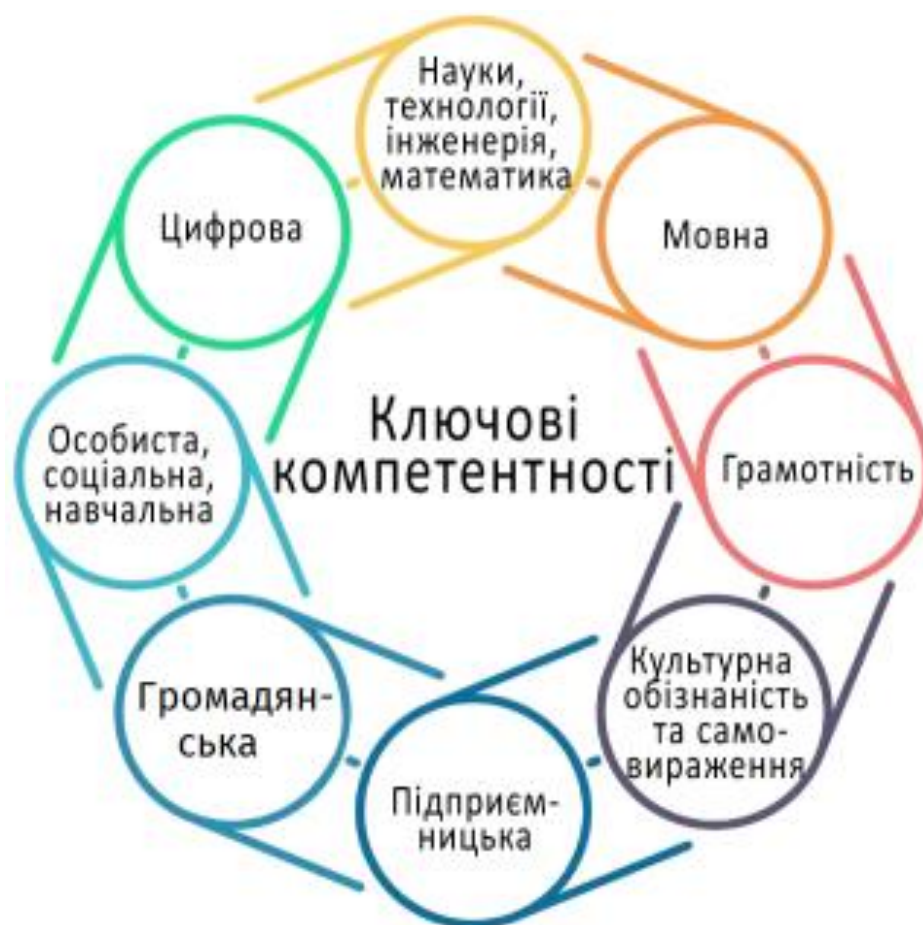 Науки,
технології,
інженерія,
математика
Мовна
Грамотність
Культурна
обізнаність
та само-
вираження
Підприєм-
ницька
Громадян-
ська
Особиста,
соціальна,
навчальна
Цифрова
Ключові
компетентності